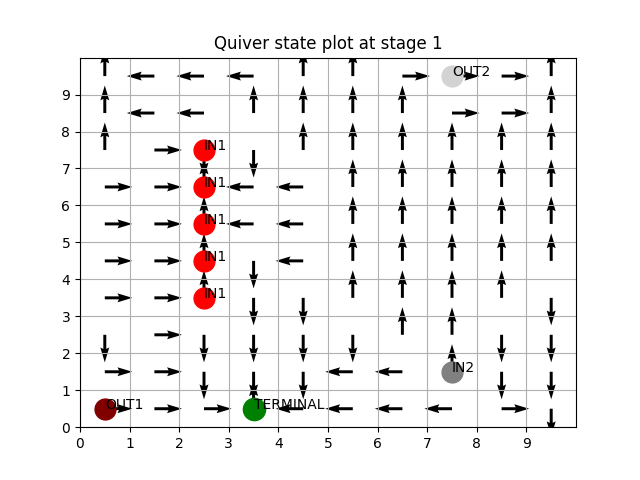 Quiver state plot at stage 1
OUT2
9
8
IN1
7
IN1
6
IN1
5
IN1
4
IN1
3
2
IN2
1
OUT1
TERMINAL
0
0 1 2 3 4 5 6 7 8 9